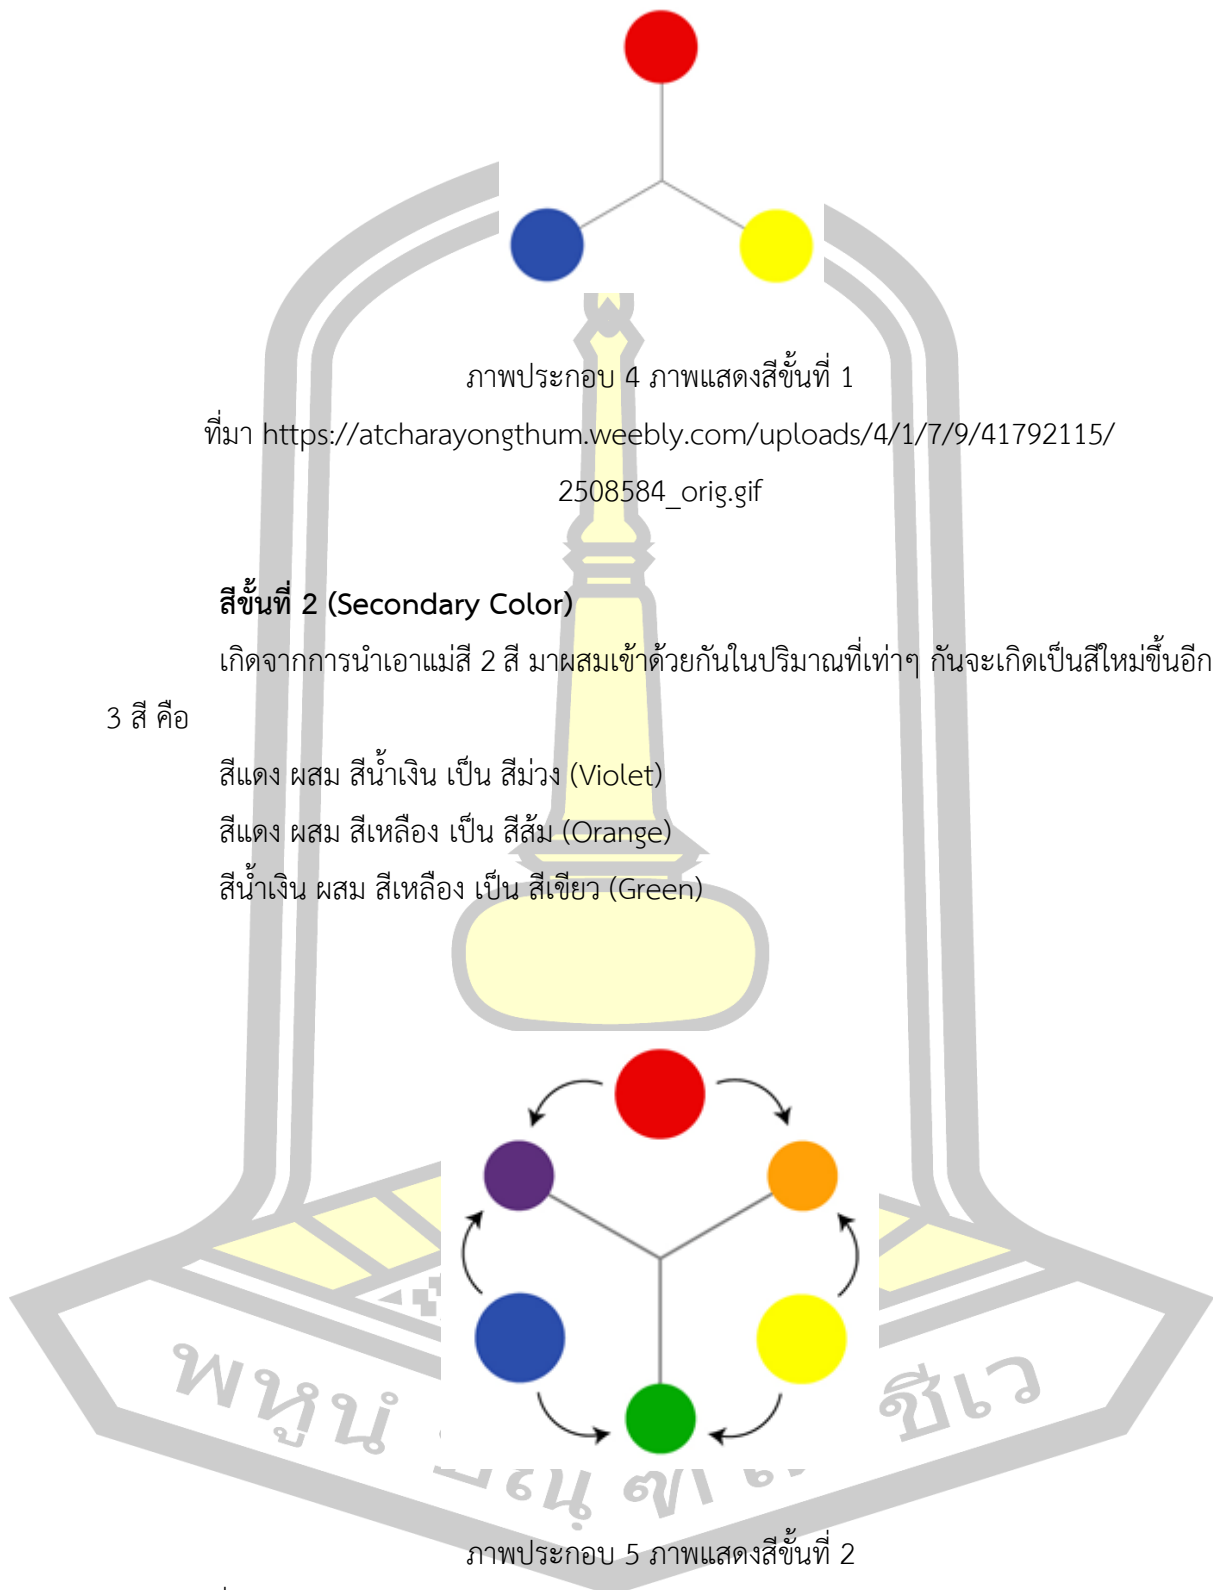 ภาพประกอบ 4 ภาพแสดงสีขั้นที่ 1
ที่มา https://atcharayongthum.weebly.com/uploads/4/1/7/9/41792115/
2508584_orig.gif
สีขั้นที่ 2 (Secondary Color)
เกิดจากการนำเอาแม่สี 2 สี มาผสมเข้าด้วยกันในปริมาณที่เท่าๆ กันจะเกิดเป็นสีใหม่ขึ้นอีก
3 สี คือ
สีแดง ผสม สีน้ำเงิน เป็น สีม่วง (Violet)
สีแดง ผสม สีเหลือง เป็น สีส้ม (Orange)
สีน้ำเงิน ผสม สีเหลือง เป็น สีเขียว (Green)
พหูนํ ชีเว
ภาพประกอบ 5 ภาพแสดงสีขั้นที่ 2